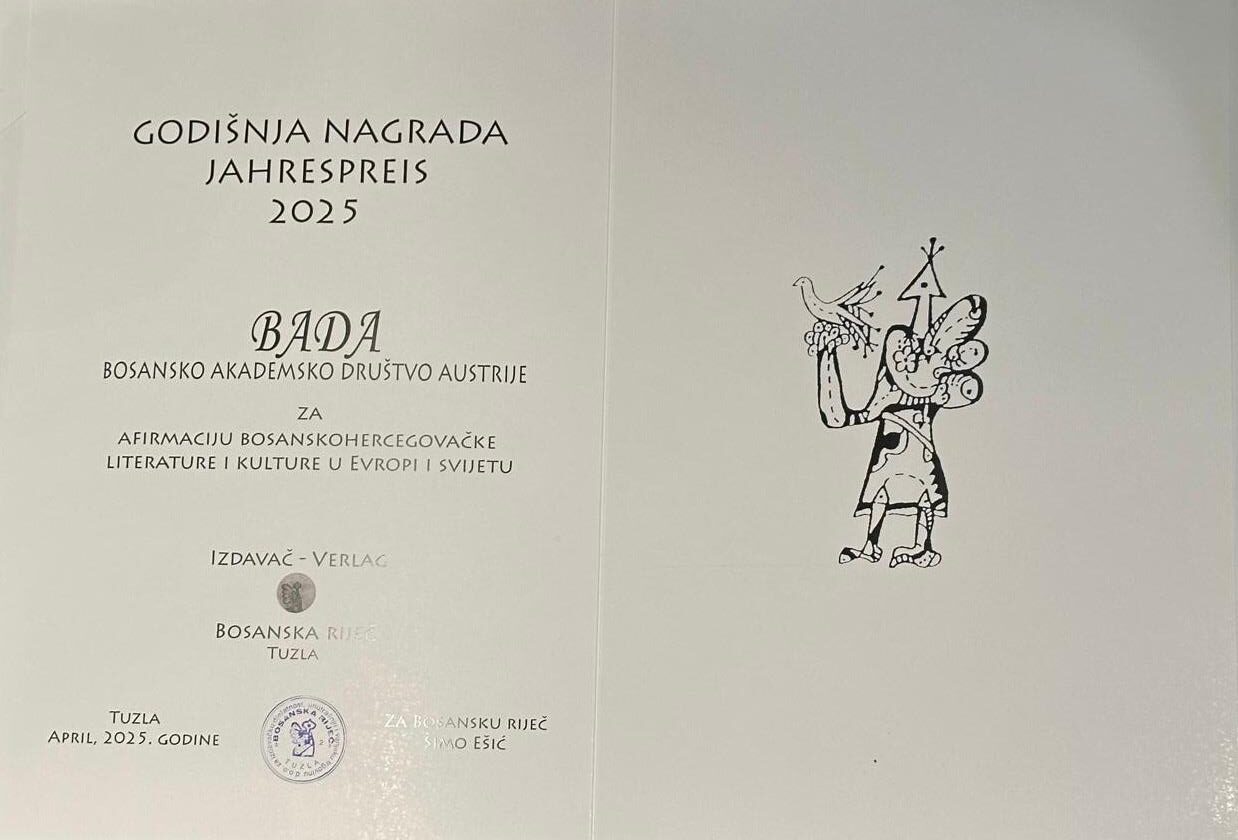 GODIŠNJA NAGRADA
JAHRESPREIS
2025
BADA
BOSANSKO AKADEMSKO DRUŠTVO AUSTRIJE
ZA
AFIRMACIJU BOSANSKOHERCEGOVAČKE
LITERATURE I KULTURE U EVROPI I SVIJETU
IZDAVAČ - VERLAG
BOSANSKA RIJEČ
TUZLA
TUZLA
APRIL, 2025. GODINE
BOSANSKA RIJEČ
TUZLA
ZA BOSANSKU RIJEČ
ŠIMO EŠIĆ